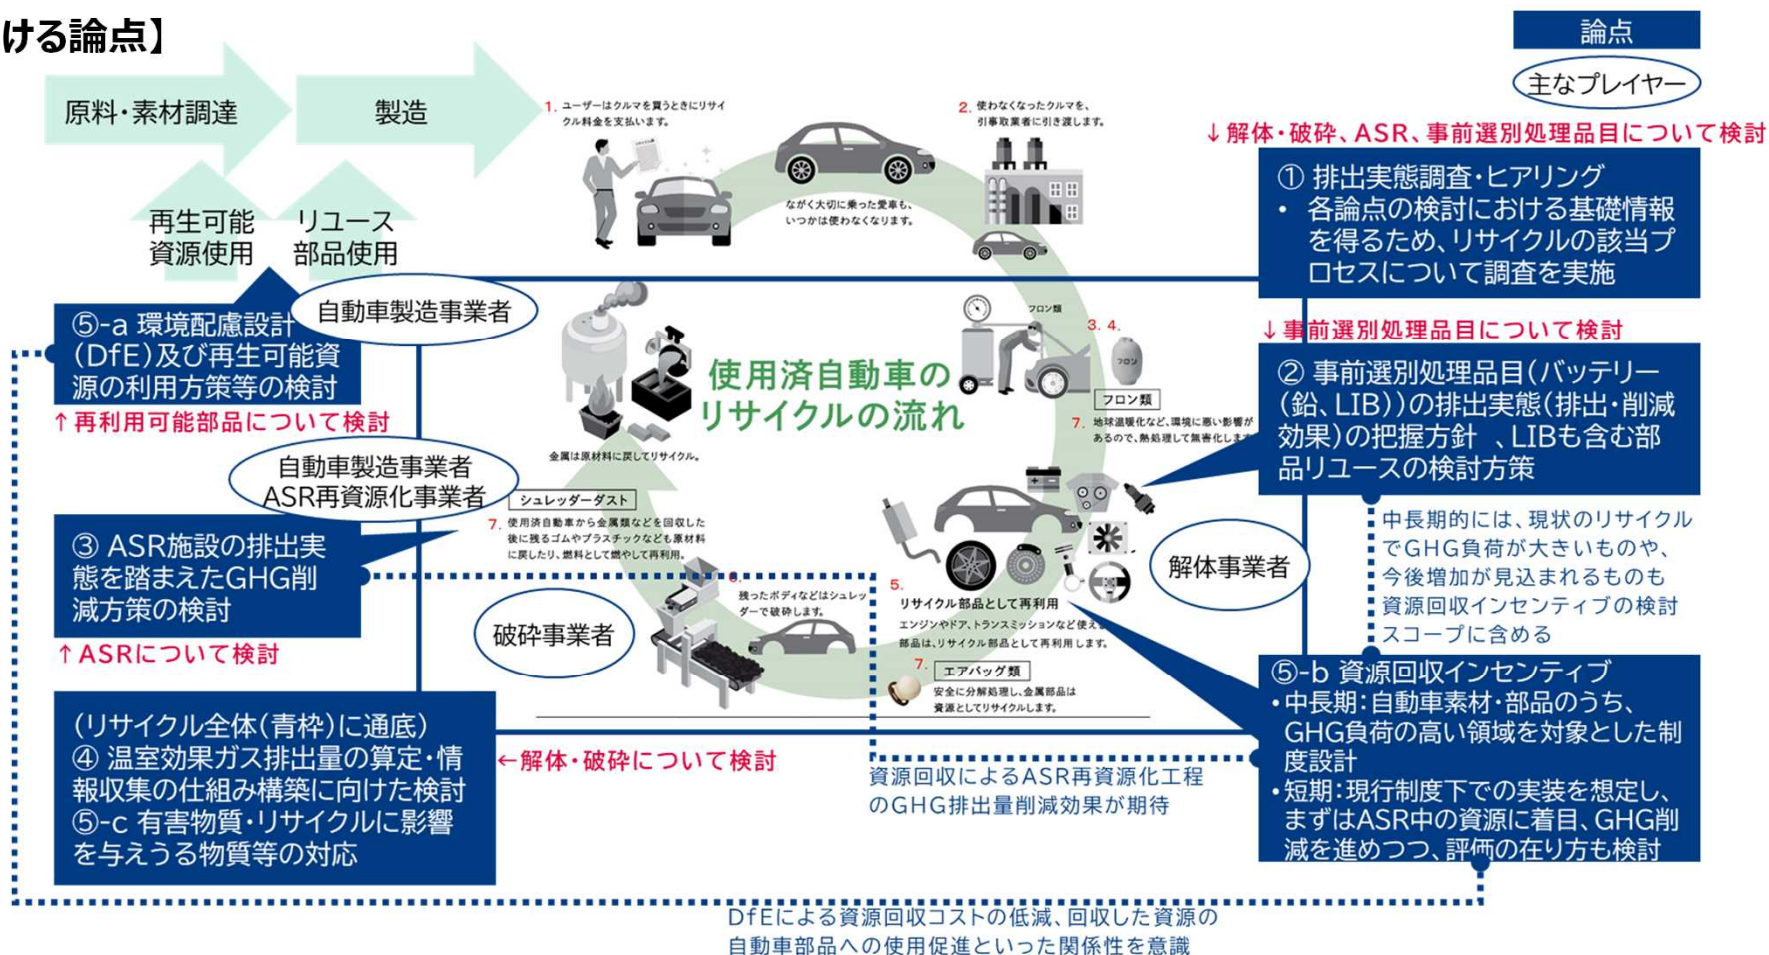 ける論点】
論点
主なプレイヤー
原料・素材調達
製造
再生可能
資源使用
リユース
部品使用
1. ユーザーはクルマを買うときにリサイ
クル料金を支払います。
2. 使わなくなったクルマを、
引事取業者に引き渡します。
ながく大切に乗った愛車も、
いつかは使わなくなります。
↓解体・破砕、ASR、事前選別処理品目について検討
① 排出実態調査・ヒアリング
• 各論点の検討における基礎情報
を得るため、リサイクルの該当プ
ロセスについて調査を実施
自動車製造事業者
⑤-a 環境配慮設計
(DfE)及び再生可能資
源の利用方策等の検討
↑再利用可能部品について検討
使用済自動車の
リサイクルの流れ
フロン類
3. 4.
フロン
フロン類
7. 地球温暖化など、環境に悪い影響が
あるので、熱処理して無害化します
↓事前選別処理品目について検討
② 事前選別処理品目(バッテリー
(鉛、LIB))の排出実態(排出・削減
効果)の把握方針 、LIBも含む部
品リユースの検討方策
金属は原材料に戻してリサイクル。
自動車製造事業者
ASR再資源化事業者
シュレッダーダスト
7. 使用済自動車から金属類などを回収した
後に残るゴムやプラスチックなども原材料
に戻したり、燃料として燃やして再利用。
③ ASR施設の排出実
態を踏まえたGHG削
減方策の検討
↑ASRについて検討
破砕事業者
6.
残ったボディなどはシュレッ
ダーで破砕します。
解体事業者
5.
リサイクル部品として再利用
エンジンやドア、トランスミッションなど使え
部品は、リサイクル部品として再利用します。
7. エアバッグ類
安全に分解処理し、金属部品は
資源としてリサイクルします。
中長期的には、現状のリサイクル
でGHG負荷が大きいものや、
今後増加が見込まれるものも
資源回収インセンティブの検討
スコープに含める
⑤-b 資源回収インセンティブ
・中長期:自動車素材・部品のうち、
GHG負荷の高い領域を対象とした制
度設計
・短期:現行制度下での実装を想定し、
まずはASR中の資源に着目、GHG削
減を進めつつ、評価の在り方も検討
(リサイクル全体(青枠)に通底)
④ 温室効果ガス排出量の算定・情
報収集の仕組み構築に向けた検討
⑤-c 有害物質・リサイクルに影響
を与えうる物質等の対応
←解体・破砕について検討
資源回収によるASR再資源化工程
のGHG排出量削減効果が期待
DfEによる資源回収コストの低減、回収した資源の
自動車部品への使用促進といった関係性を意識